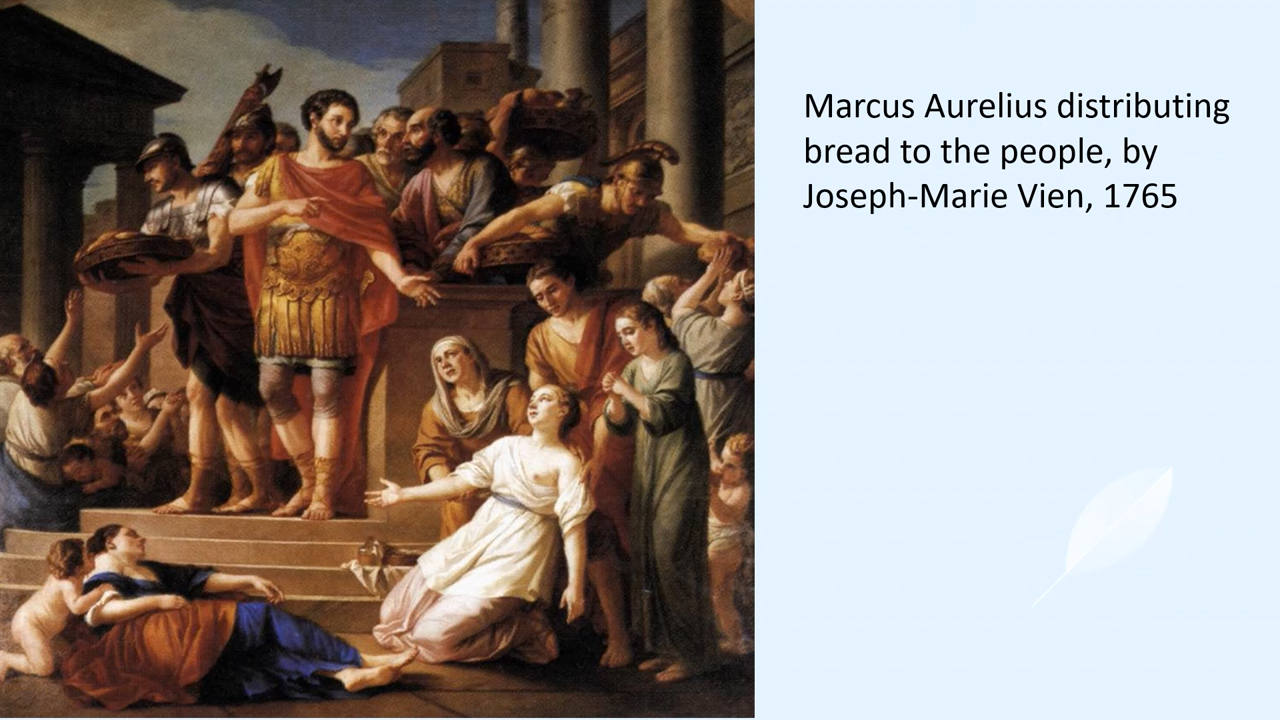 Marcus Aurelius distributing
bread to the people, by
Joseph-Marie Vien, 1765